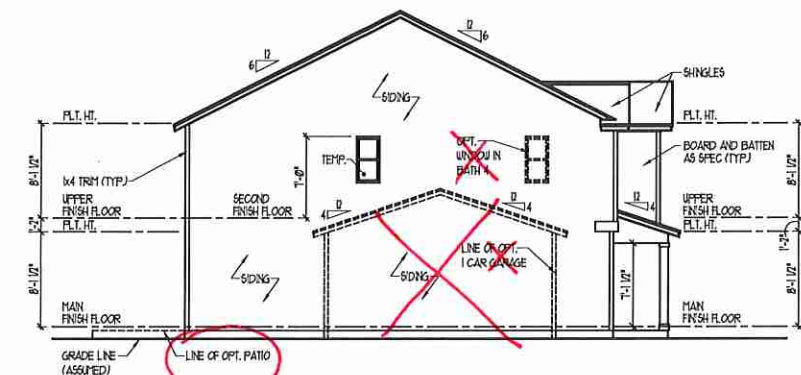 12
6
12
6
SHINGLES
SIDING
PLT. HT.
PLT. HT.
8'-1 1/2"
1x4 TRIM (TYP.)
TEMP.
7'-0"
OPT.
WINDOW IN
BATH 4
BOARD AND BATTEN
AS SPEC (TYP.)
8'-1 1/2"
UPPER
FINISH FLOOR
SECOND
FINISH FLOOR
12
4
12
4
12
4
UPPER
FINISH FLOOR
1'-2"
PLT. HT.
PLT. HT.
1'-2"
8'-1 1/2"
SIDING
SIDING
LINE OF OPT.
1 CAR GARAGE
7'-1 1/2"
8'-1 1/2"
MAIN
FINISH FLOOR
MAIN
FINISH FLOOR
GRADE LINE
(ASSUMED)
LINE OF OPT. PATIO